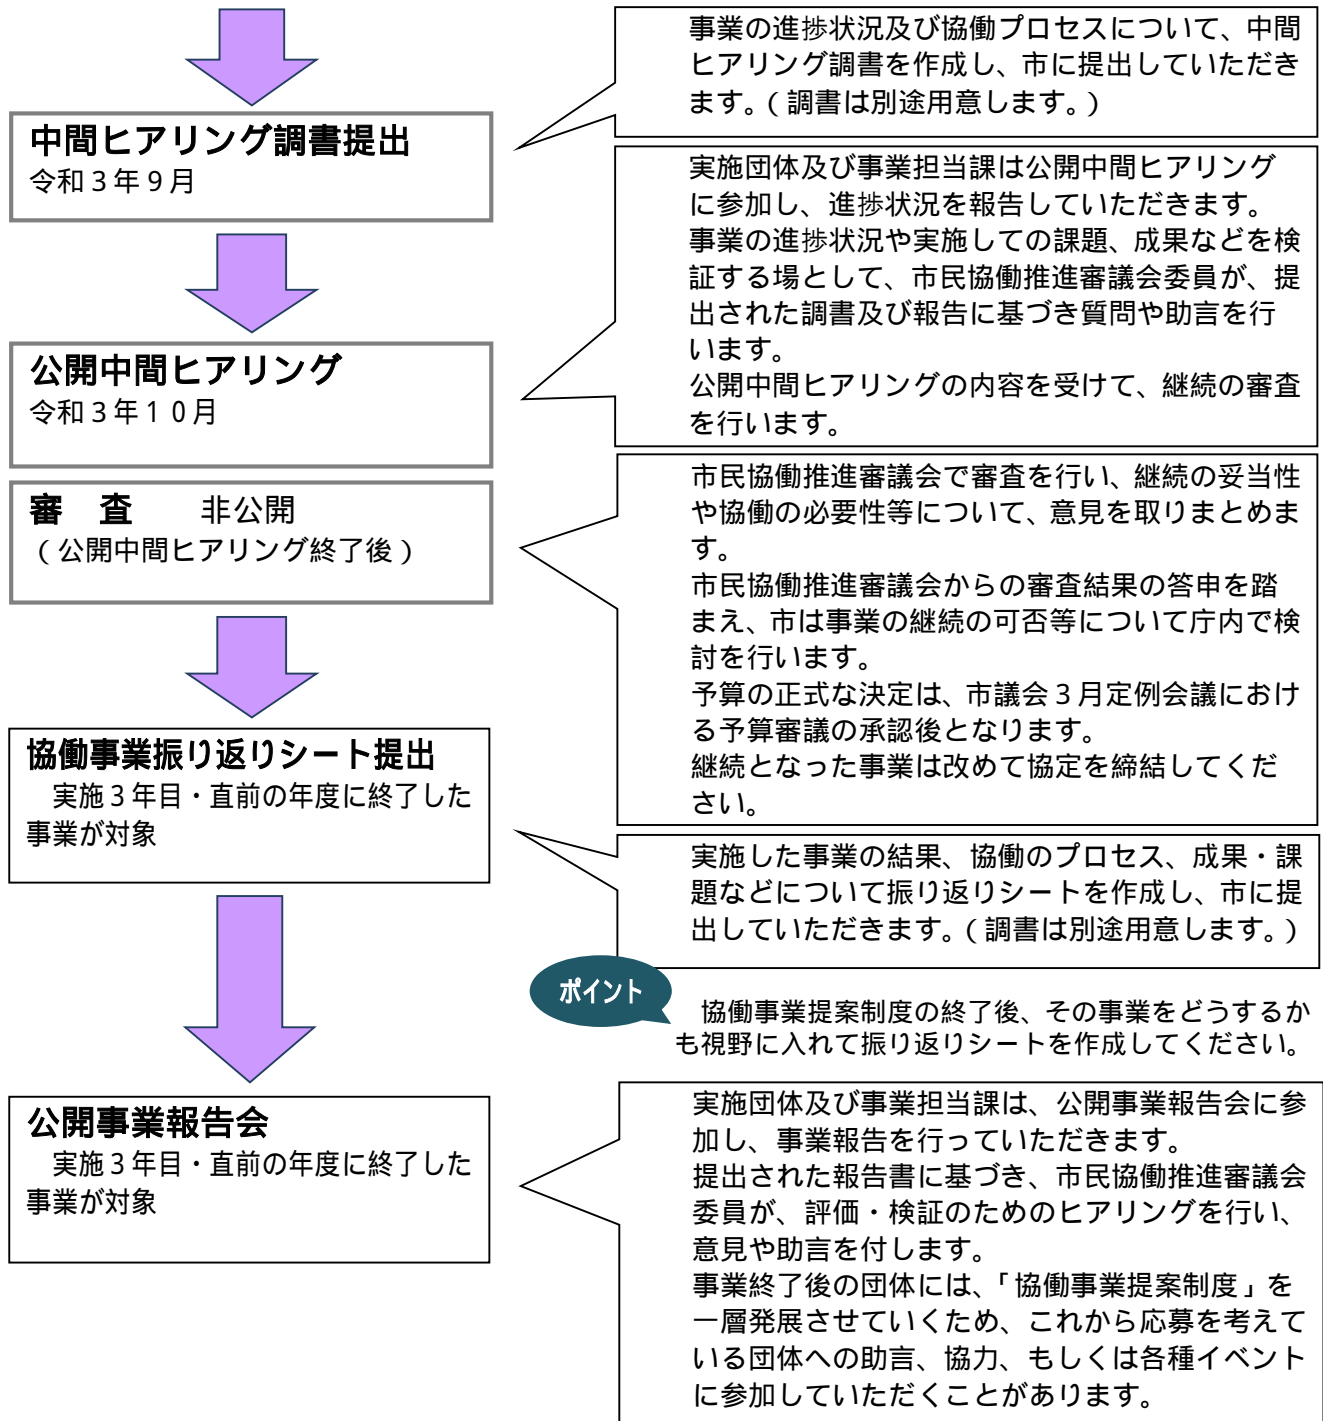 事業の進捗状況及び協働プロセスについて、中間
ヒアリング調書を作成し、市に提出していただき
ます。(調書は別途用意します。)
中間ヒアリング調書提出
令和3年9月
実施団体及び事業担当課は公開中間ヒアリング
に参加し、進捗状況を報告していただきます。
事業の進捗状況や実施しての課題、成果などを検
証する場として、市民協働推進審議会委員が、提
出された調書及び報告に基づき質問や助言を行
います。
公開中間ヒアリングの内容を受けて、継続の審査
を行います。
公開中間ヒアリング
令和3年10月
審 査 非公開
(公開中間ヒアリング終了後)
市民協働推進審議会で審査を行い、継続の妥当性
や協働の必要性等について、意見を取りまとめま
す。
市民協働推進審議会からの審査結果の答申を踏
まえ、市は事業の継続の可否等について庁内で検
討を行います。
予算の正式な決定は、市議会3月定例会議におけ
る予算審議の承認後となります。
継続となった事業は改めて協定を締結してくだ
さい。
協働事業振り返りシート提出
実施3年目・直前の年度に終了した
事業が対象
実施した事業の結果、協働のプロセス、成果・課
題などについて振り返りシートを作成し、市に提
出していただきます。(調書は別途用意します。)
ポイント
協働事業提案制度の終了後、その事業をどうするか
も視野に入れて振り返りシートを作成してください。
公開事業報告会
実施3年目・直前の年度に終了した
事業が対象
実施団体及び事業担当課は、公開事業報告会に参
加し、事業報告を行っていただきます。
提出された報告書に基づき、市民協働推進審議会
委員が、評価・検証のためのヒアリングを行い、
意見や助言を付します。
事業終了後の団体には、「協働事業提案制度」を
一層発展させていくため、これから応募を考えて
いる団体への助言、協力、もしくは各種イベント
に参加していただくことがあります。